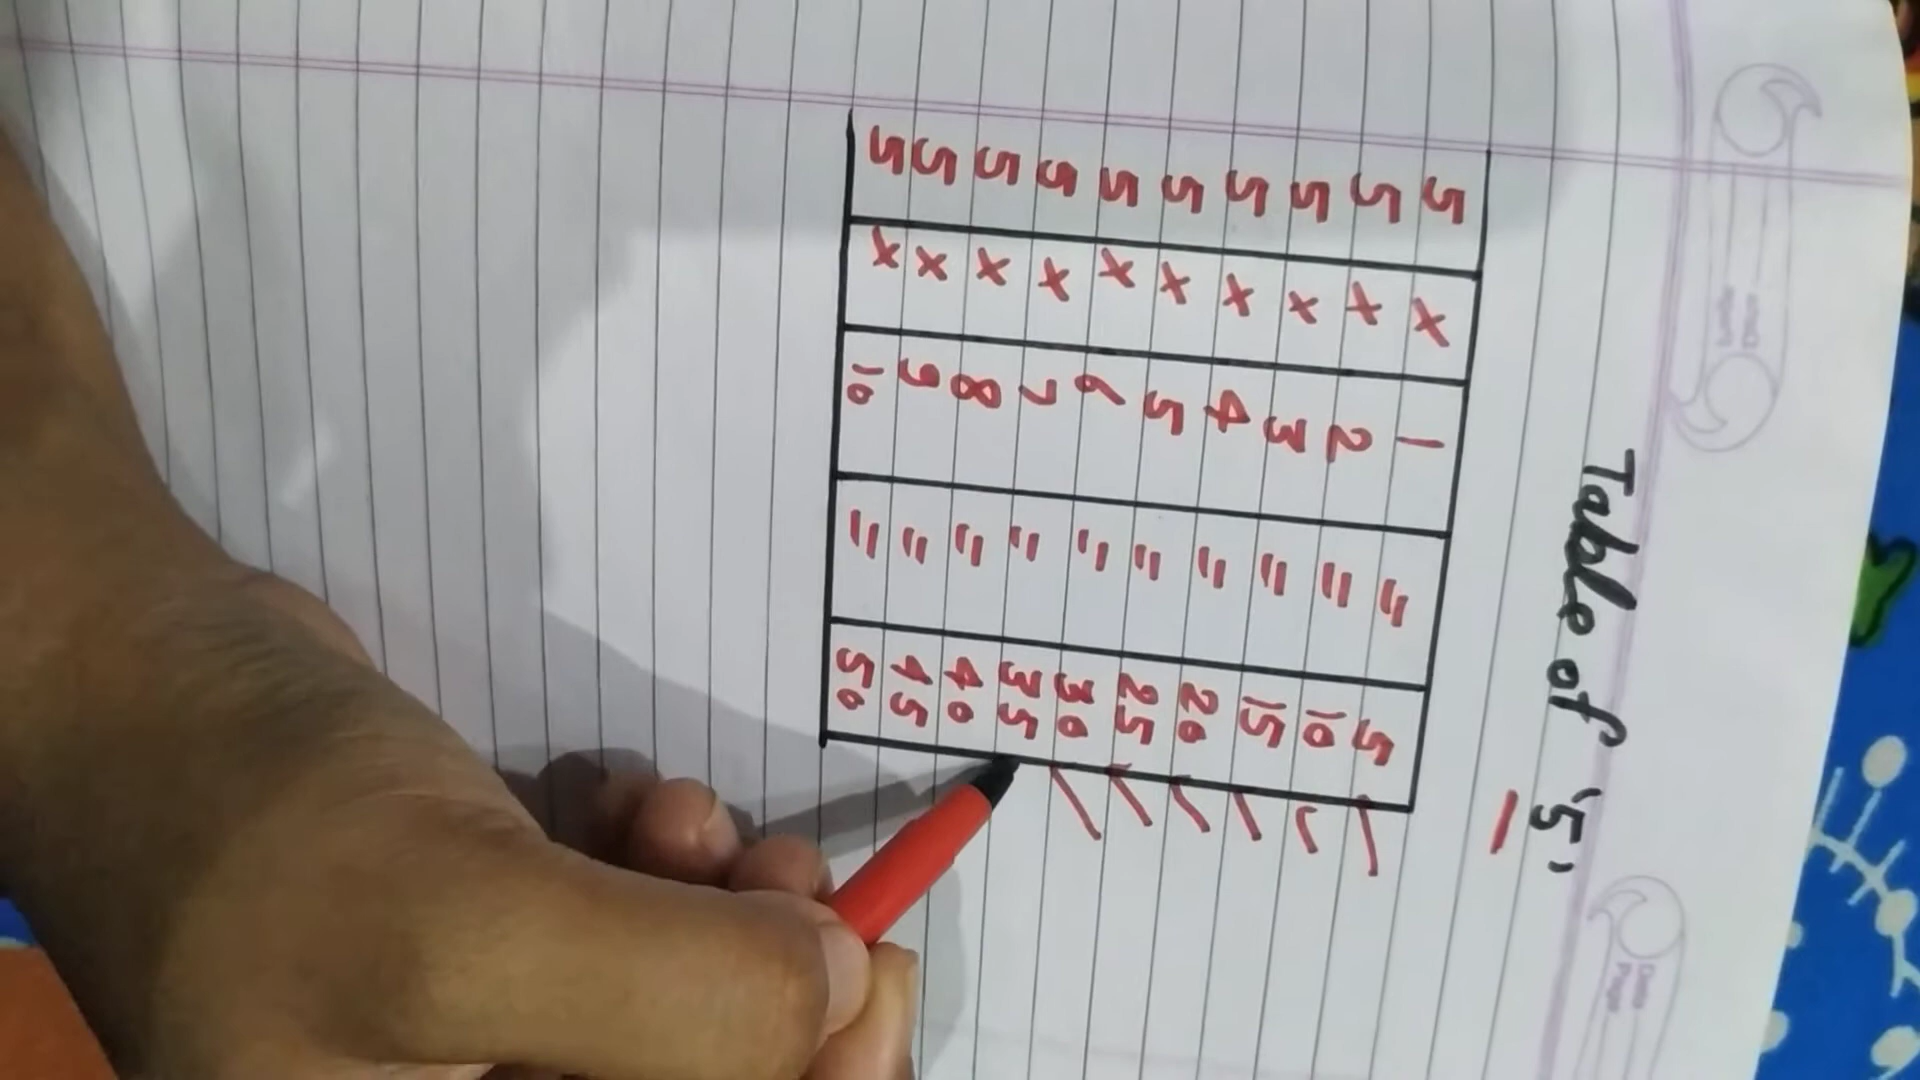 Table of '5'
5 × 1 = 5
5 × 2 = 10
5 × 3 = 15
5 × 4 = 20
5 × 5 = 25
5 × 6 = 30
5 × 7 = 35
5 × 8 = 40
5 × 9 = 45
5 × 10 = 50